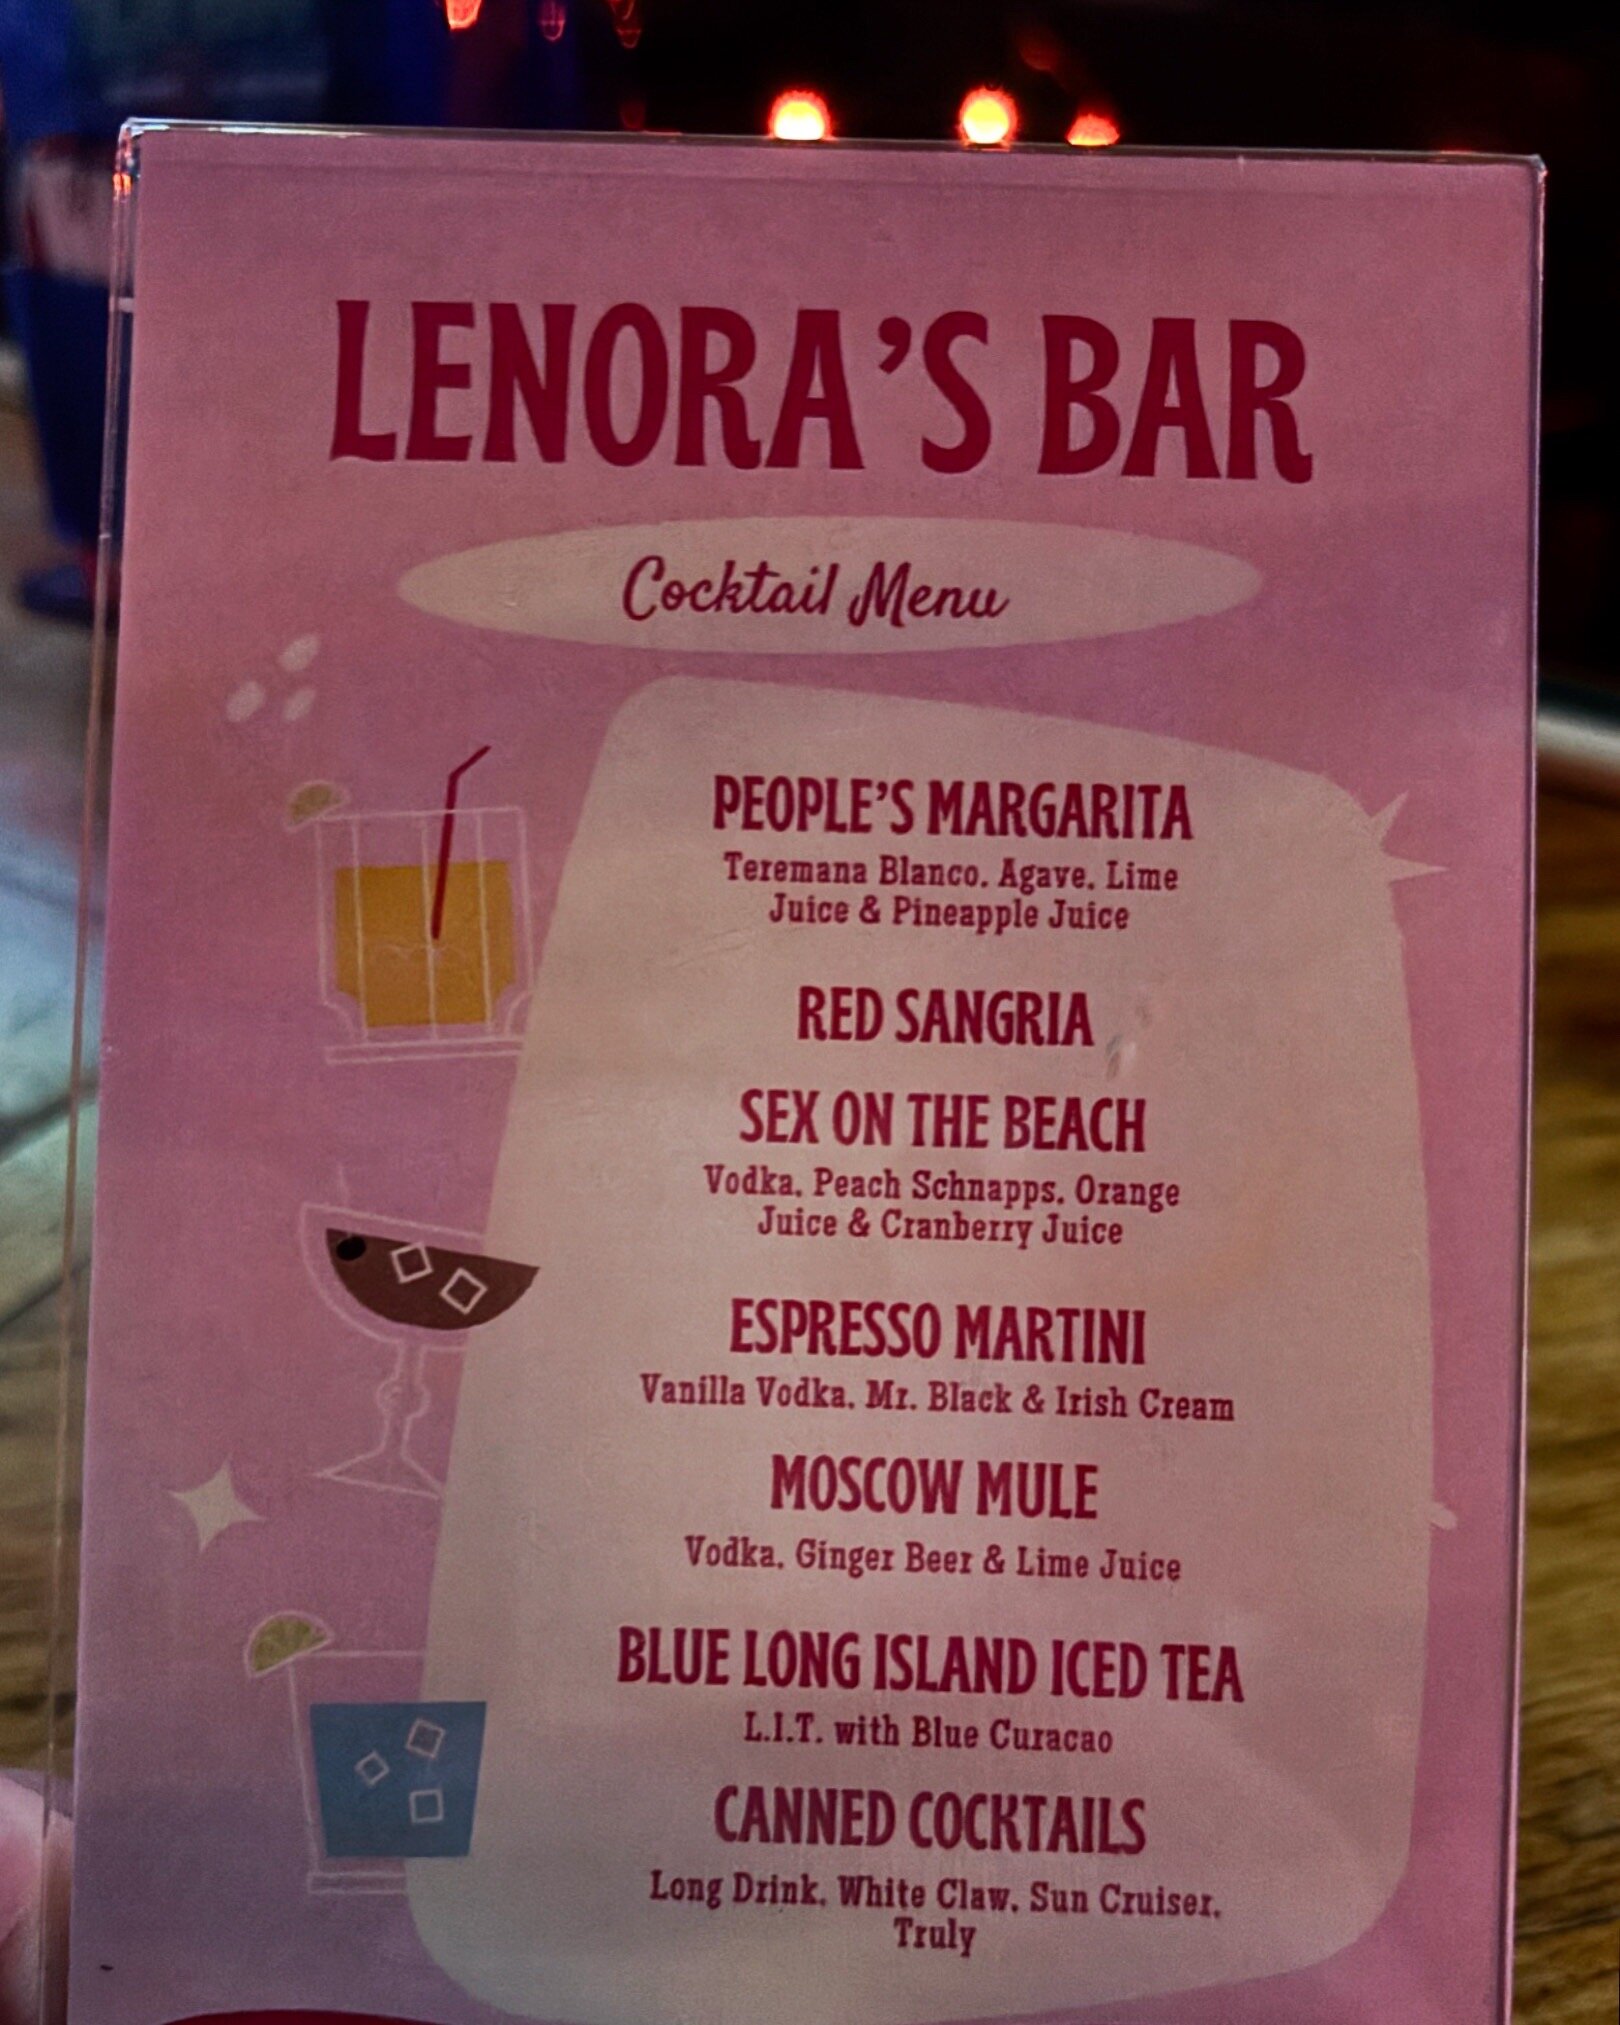 LENORA'S BAR
Cocktail Menu
PEOPLE'S MARGARITA
Teremana Blanco, Agave, Lime
Juice & Pineapple Juice
RED SANGRIA
SEX ON THE BEACH
Vodka, Peach Schnapps, Orange
Juice & Cranberry Juice
ESPRESSO MARTINI
Vanilla Vodka, Mr. Black & Irish Cream
MOSCOW MULE
Vodka, Ginger Beer & Lime Juice
BLUE LONG ISLAND ICED TEA
L.I.T. with Blue Curacao
CANNED COCKTAILS
Long Drink, White Claw, Sun Cruiser,
Truly